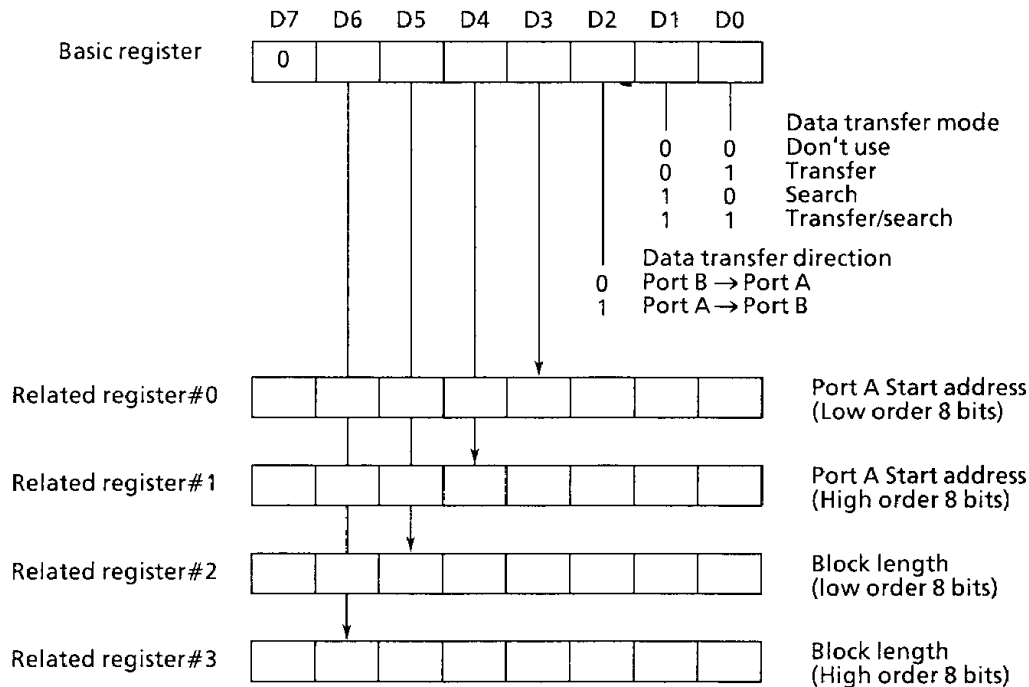 D7 D6 D5 D4 D3 D2 D1 D0
Basic register
0
Data transfer mode
0 0 Don't use
0 1 Transfer
1 0 Search
1 1 Transfer/search
Data transfer direction
0 Port B → Port A
1 Port A → Port B
Related register#0
Port A Start address
(Low order 8 bits)
Related register#1
Port A Start address
(High order 8 bits)
Related register#2
Block length
(low order 8 bits)
Related register#3
Block length
(High order 8 bits)